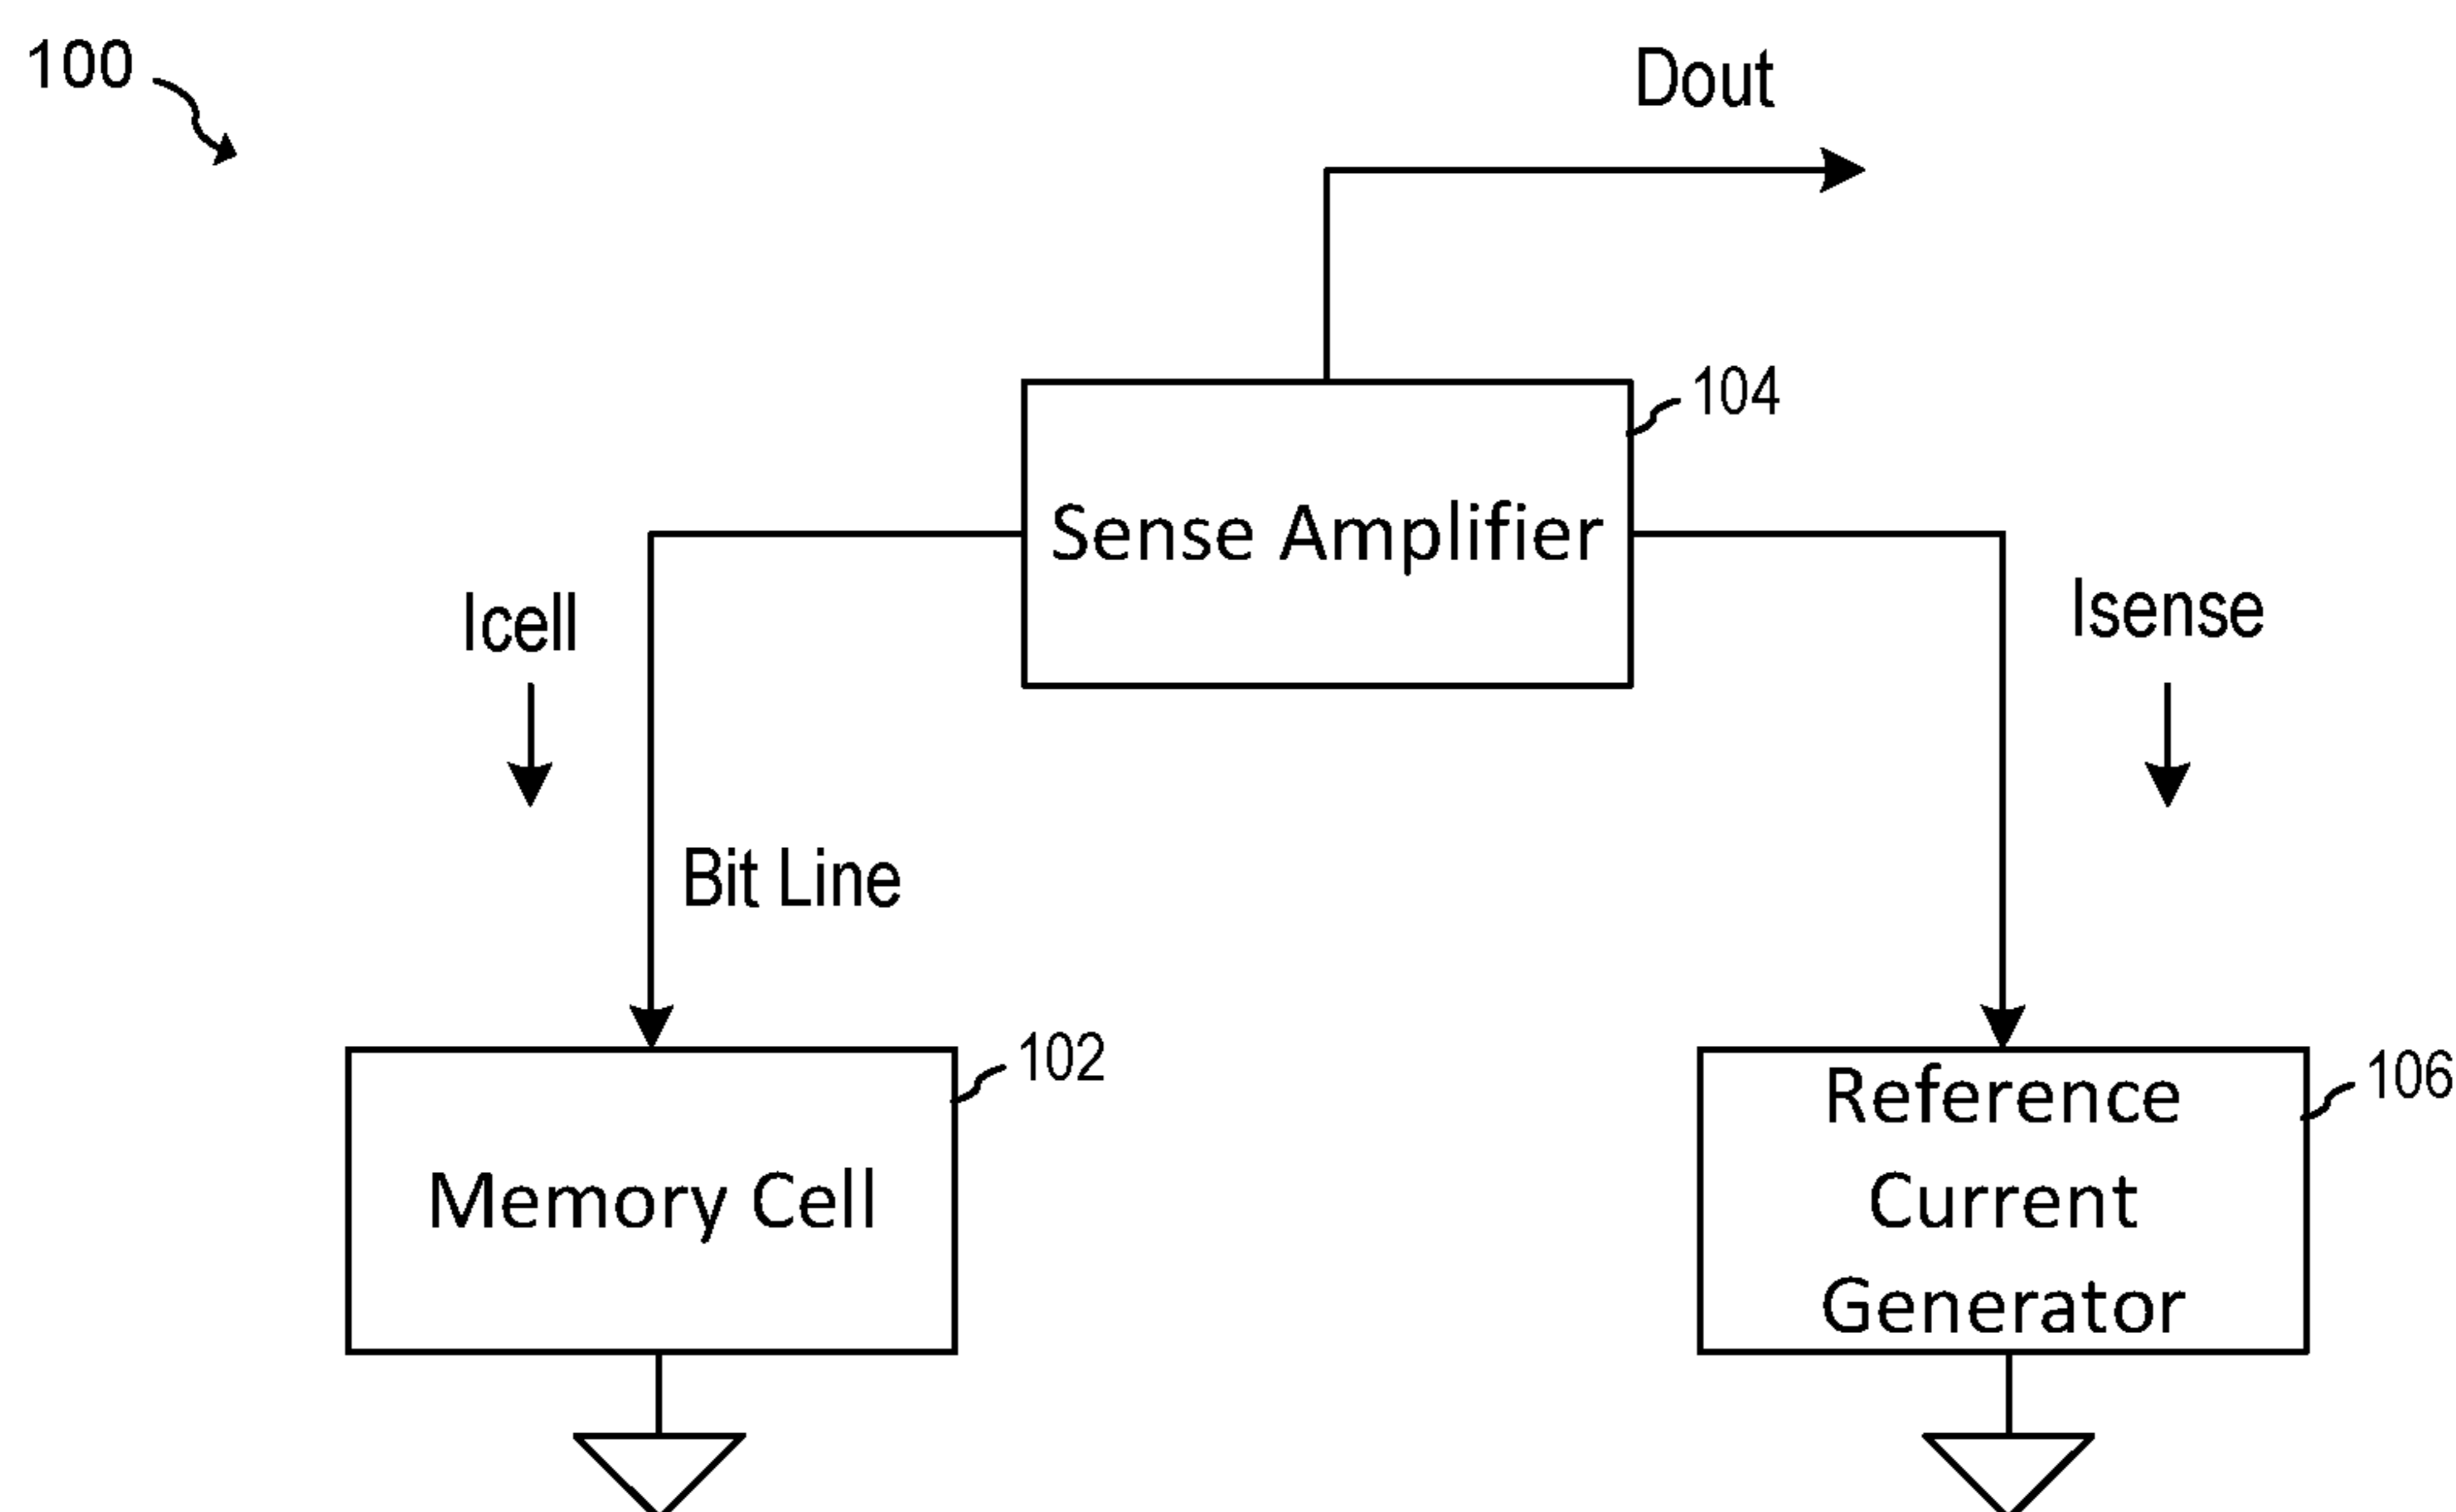 100
Dout
104
Sense Amplifier
Icell
Isense
Bit Line
102
106
Memory Cell
Reference
Current
Generator